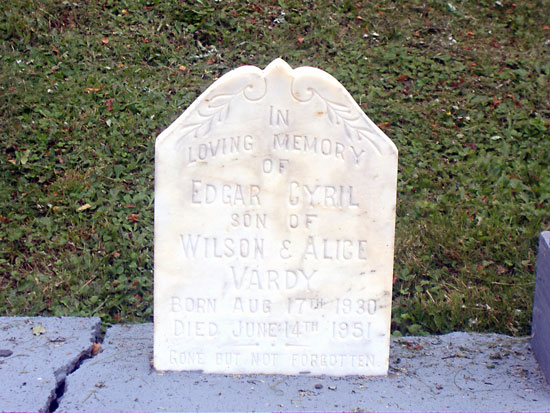 IN
LOVING MEMORY
OF
EDGAR CYRIL
SON OF
WILSON & ALICE
VARDY
BORN AUG 17TH 1930
DIED JUNE 14TH 1951
GONE BUT NOT FORGOTTEN.